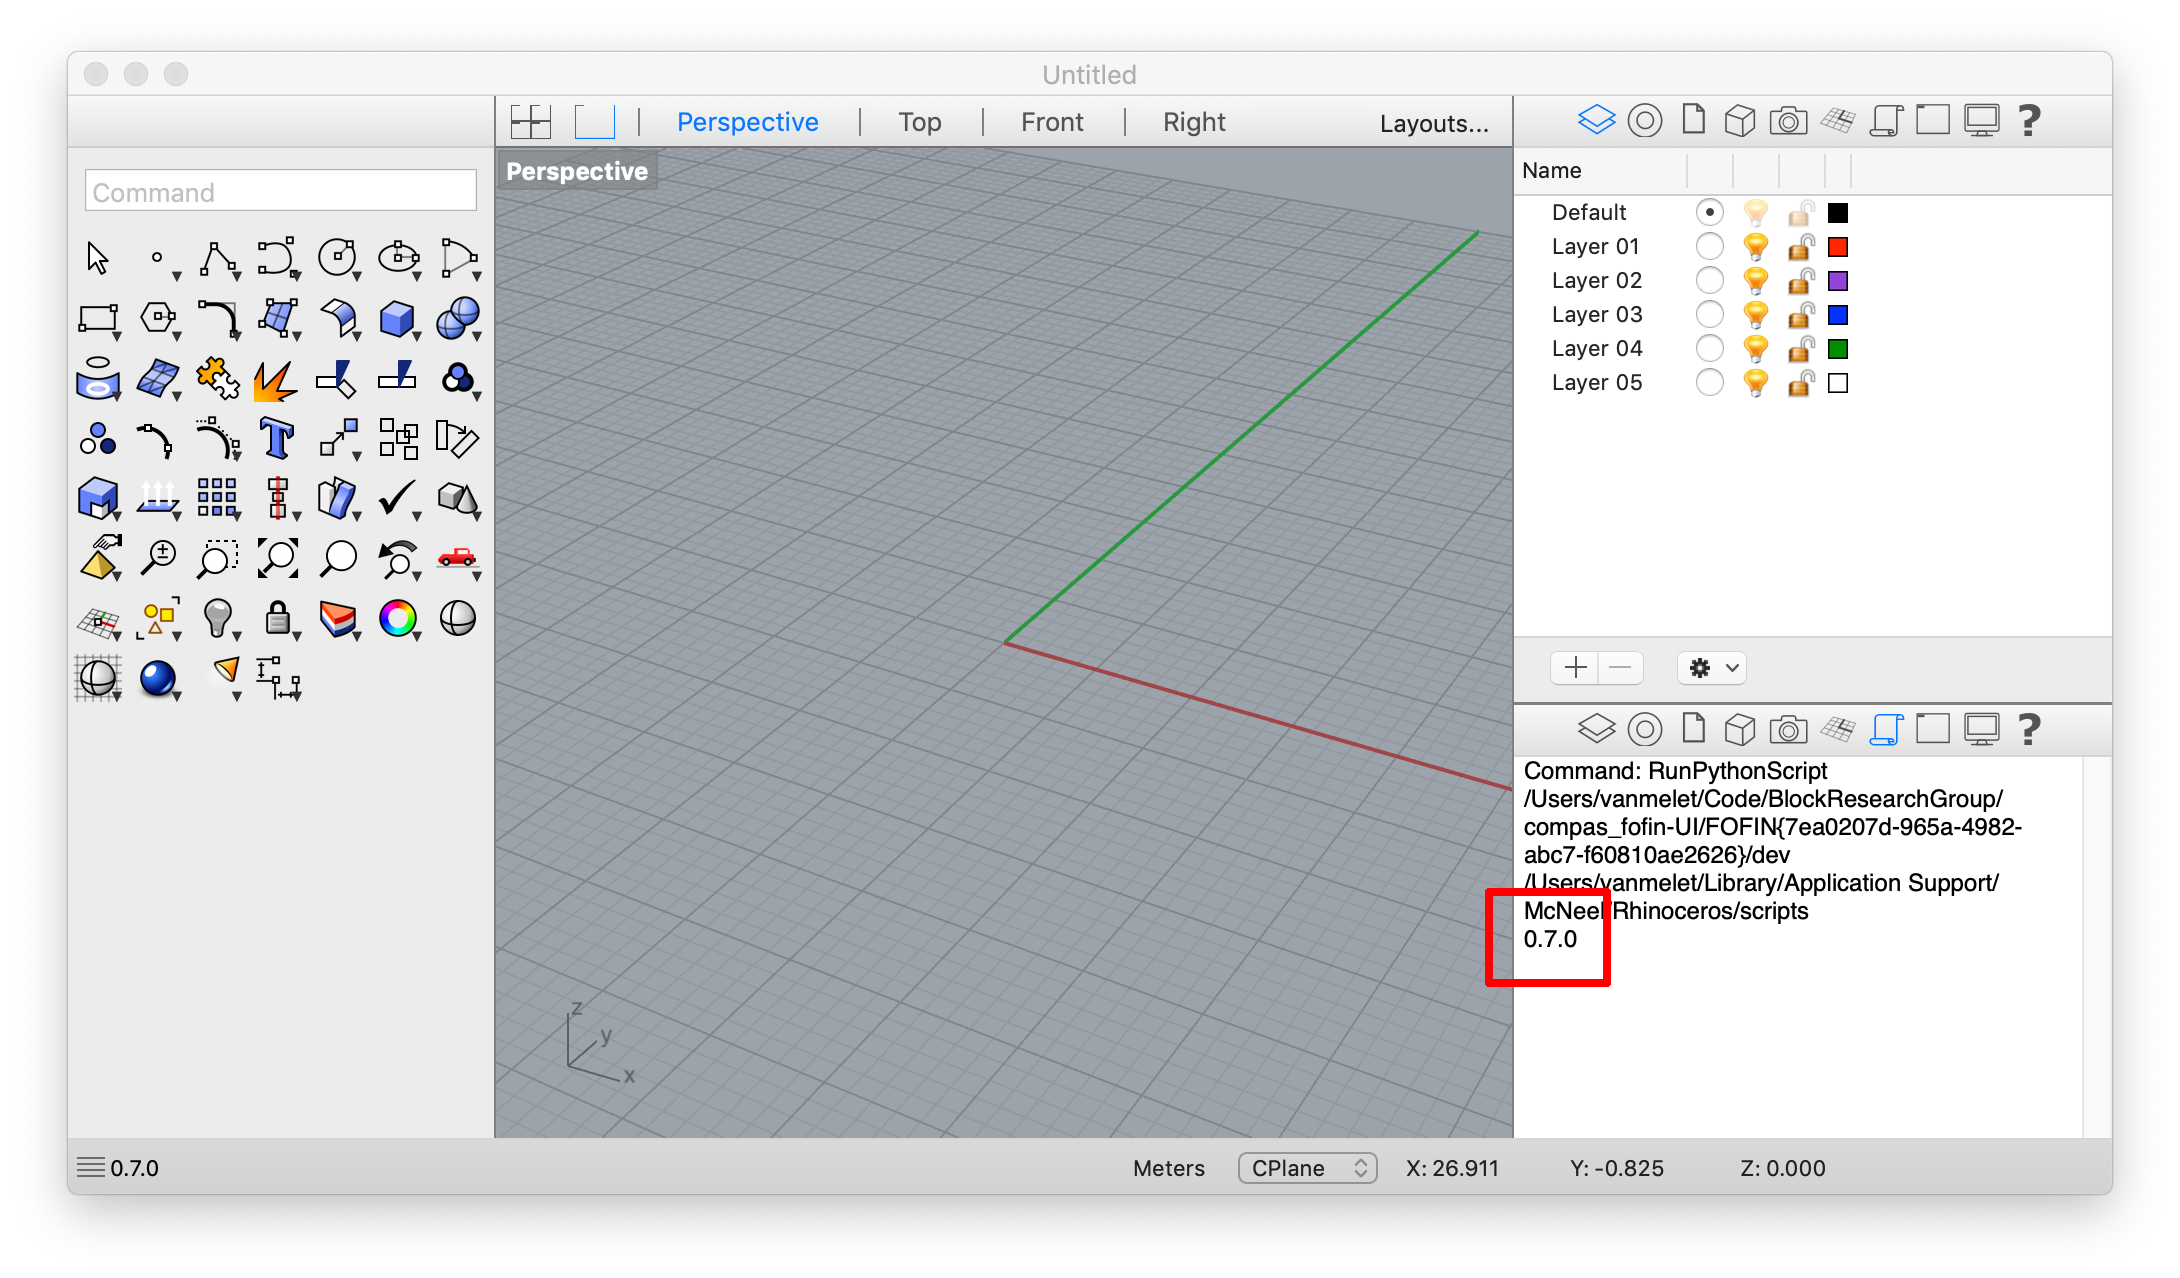 Untitled
Perspective
Top
Front
Right
Layouts...
Command
Perspective
z
y
x
Name
Default
Layer 01
Layer 02
Layer 03
Layer 04
Layer 05
?
?
Command: RunPythonScript
/Users/vanmelet/Code/BlockResearchGroup/
compas_fofin-UI/FOFIN{7ea0207d-965a-4982-
abc7-f60810ae2626}/dev
/Users/vanmelet/Library/Application Support/
McNeel/Rhinoceros/scripts
0.7.0
0.7.0
Meters
CPlane
X: 26.911
Y: -0.825
Z: 0.000